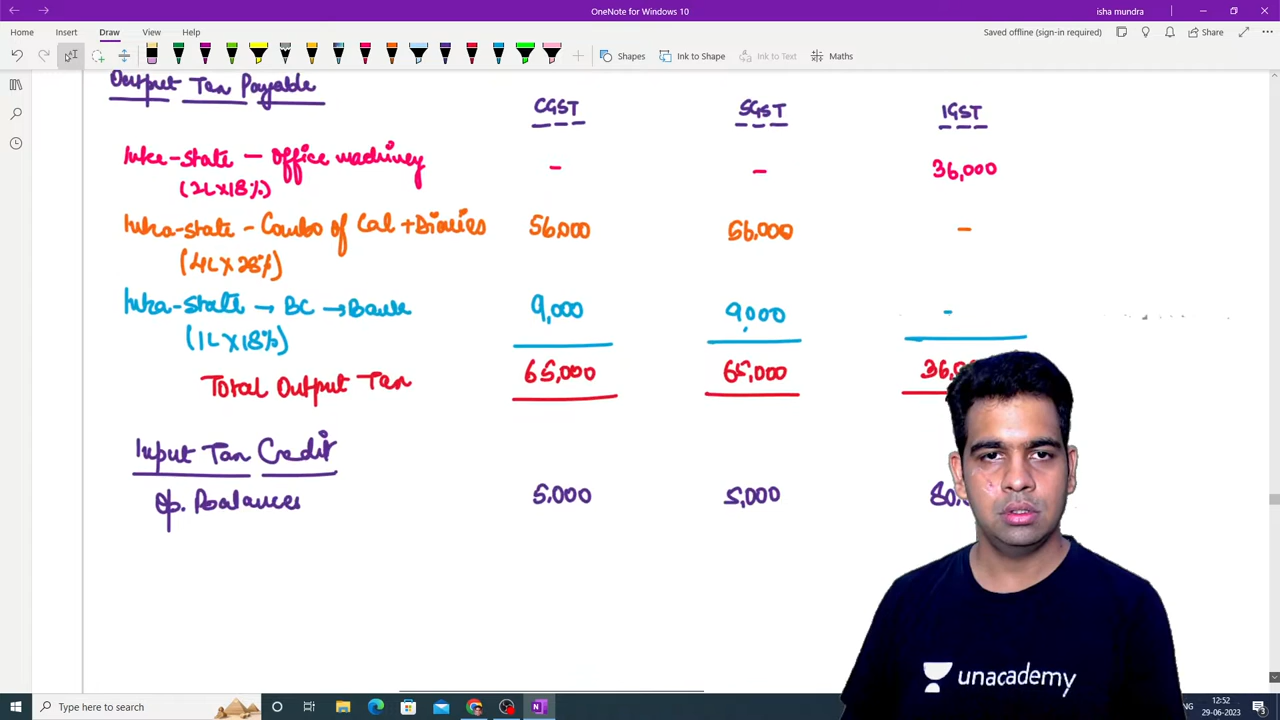 OneNote for Windows 10
isha mundra
Home Insert Draw View Help
Saved offline (sign-in required) Share
Shapes Ink to Shape Ink to Text Maths
Output Tax Payable
CGST SGST IGST
Inter-state - Office machinery - - 36,000
(2L×18%)
Intra-state - Combo of Cal + Diaries 56,000 56,000 -
(4L×28%)
Intra-state → BC → Bank 9,000 9,000 -
(1L×18%)
Total Output Tax 65,000 65,000
Input Tax Credit
Op. Balances 5,000 5,000
unacademy
Type here to search
ENG 12:52
29-06-2023